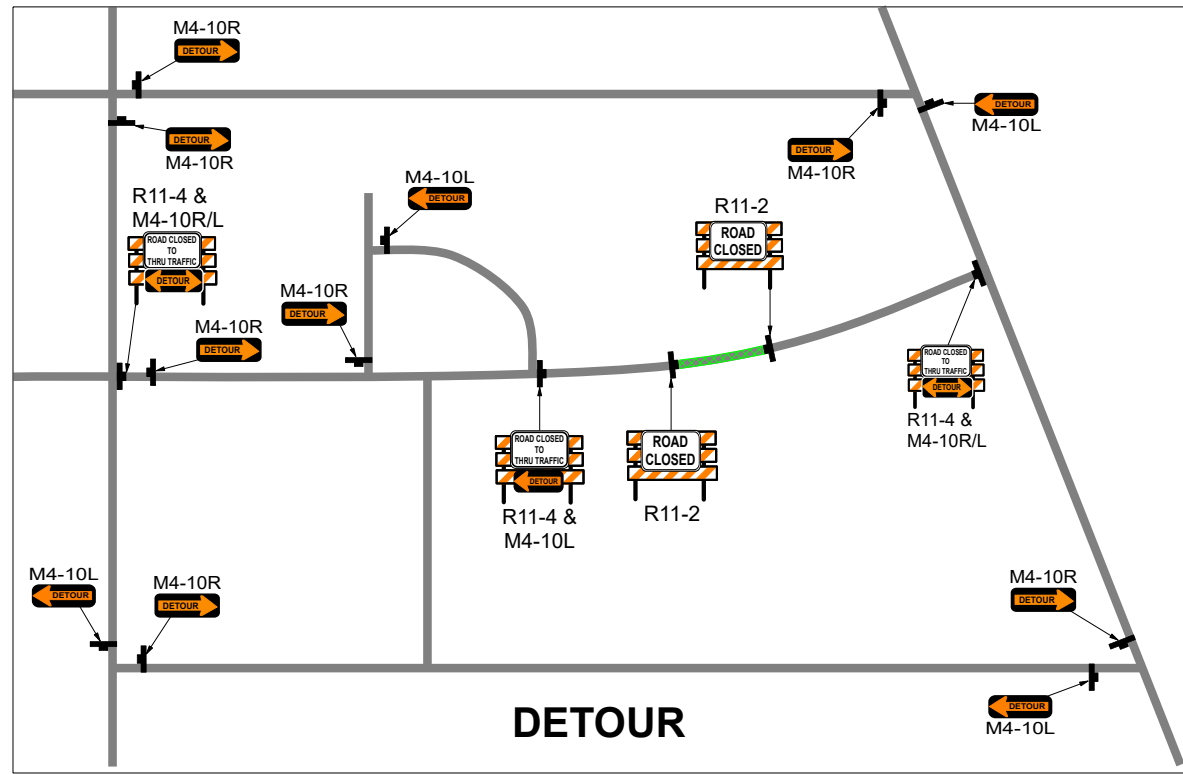 M4-10R
DETOUR
DETOUR
M4-10L
DETOUR
M4-10R
DETOUR
M4-10R
M4-10L
DETOUR
R11-4 &
M4-10R/L
ROAD CLOSED
TO
THRU TRAFFIC
DETOUR
R11-2
ROAD
CLOSED
M4-10R
DETOUR
M4-10R
DETOUR
ROAD CLOSED
TO
THRU TRAFFIC
DETOUR
R11-4 &
M4-10R/L
ROAD CLOSED
TO
THRU TRAFFIC
DETOUR
R11-4 &
M4-10L
ROAD
CLOSED
R11-2
M4-10L
DETOUR
M4-10R
DETOUR
M4-10R
DETOUR
DETOUR
M4-10L
DETOUR